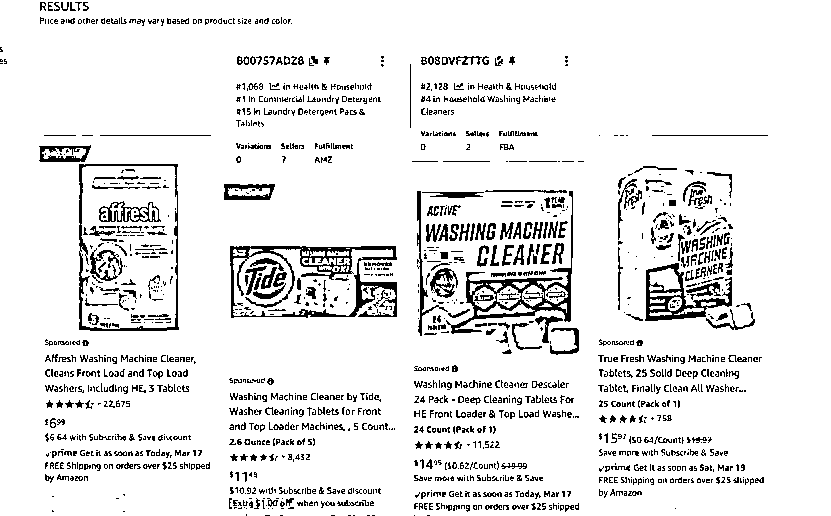 RESULTS
Price and other details may vary based on product size and color.
s
es
B00757ADZ8
#1,068 in Health & Household
#1 in Commercial Laundry Detergent
#15 in Laundry Detergent Pacs &
Tablets
Variations Sellers Fulfillment
0 7 AMZ
B08DVFZTTG
#2,128 in Health & Household
#4 in Household Washing Machine
Cleaners
Variations Sellers Fulfillment
0 2 FBA
affresh
Sponsored
Affresh Washing Machine Cleaner,
Cleans Front Load and Top Load
Washers, Including HE, 3 Tablets
22,675
$6.99
$6.64 with Subscribe & Save discount
prime Get it as soon as Today, Mar 17
FREE Shipping on orders over $25 shipped
by Amazon
WASHING MACHINE
CLEANER
Tide
Sponsored
Washing Machine Cleaner by Tide,
Washer Cleaning Tablets for Front
and Top Loader Machines, , 5 Count...
2.6 Ounce (Pack of 5)
8,432
$11.49
$10.92 with Subscribe & Save discount
Extra $1.00 off when you subscribe
ACTIVE
WASHING MACHINE
CLEANER
24
Sponsored
Washing Machine Cleaner Descaler
24 Pack - Deep Cleaning Tablets For
HE Front Loader & Top Load Washe...
24 Count (Pack of 1)
11,522
$14.95 ($0.62/Count) $19.99
Save more with Subscribe & Save
prime Get it as soon as Today, Mar 17
FREE Shipping on orders over $25 shipped
True Fresh
True Fresh
WASHING
MACHINE
CLEANER
Sponsored
True Fresh Washing Machine Cleaner
Tablets, 25 Solid Deep Cleaning
Tablet, Finally Clean All Washer...
25 Count (Pack of 1)
758
$15.97 ($0.64/Count) $19.97
Save more with Subscribe & Save
prime Get it as soon as Sat, Mar 19
FREE Shipping on orders over $25 shipped
by Amazon